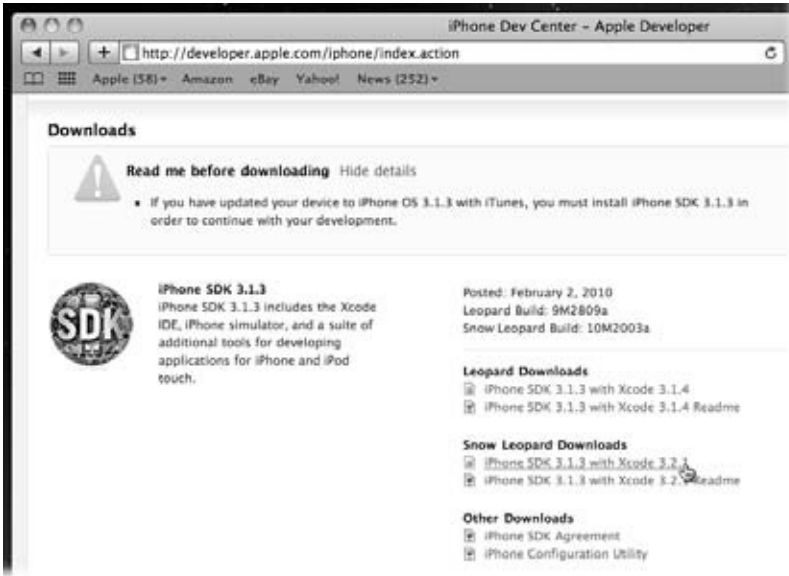 iPhone Dev Center – Apple Developer
http://developer.apple.com/iphone/index.action
Apple (58) Amazon eBay Yahoo! News (252)
Downloads
Read me before downloading Hide details
If you have updated your device to iPhone OS 3.1.3 with iTunes, you must install iPhone SDK 3.1.3 in
order to continue with your development.
SDK
iPhone SDK 3.1.3
iPhone SDK 3.1.3 includes the Xcode
IDE, iPhone simulator, and a suite of
additional tools for developing
applications for iPhone and iPod
touch.
Posted: February 2, 2010
Leopard Build: 9M2809a
Snow Leopard Build: 10M2003a
Leopard Downloads
iPhone SDK 3.1.3 with Xcode 3.1.4
iPhone SDK 3.1.3 with Xcode 3.1.4 Readme
Snow Leopard Downloads
iPhone SDK 3.1.3 with Xcode 3.2.1
iPhone SDK 3.1.3 with Xcode 3.2. Readme
Other Downloads
iPhone SDK Agreement
iPhone Configuration Utility